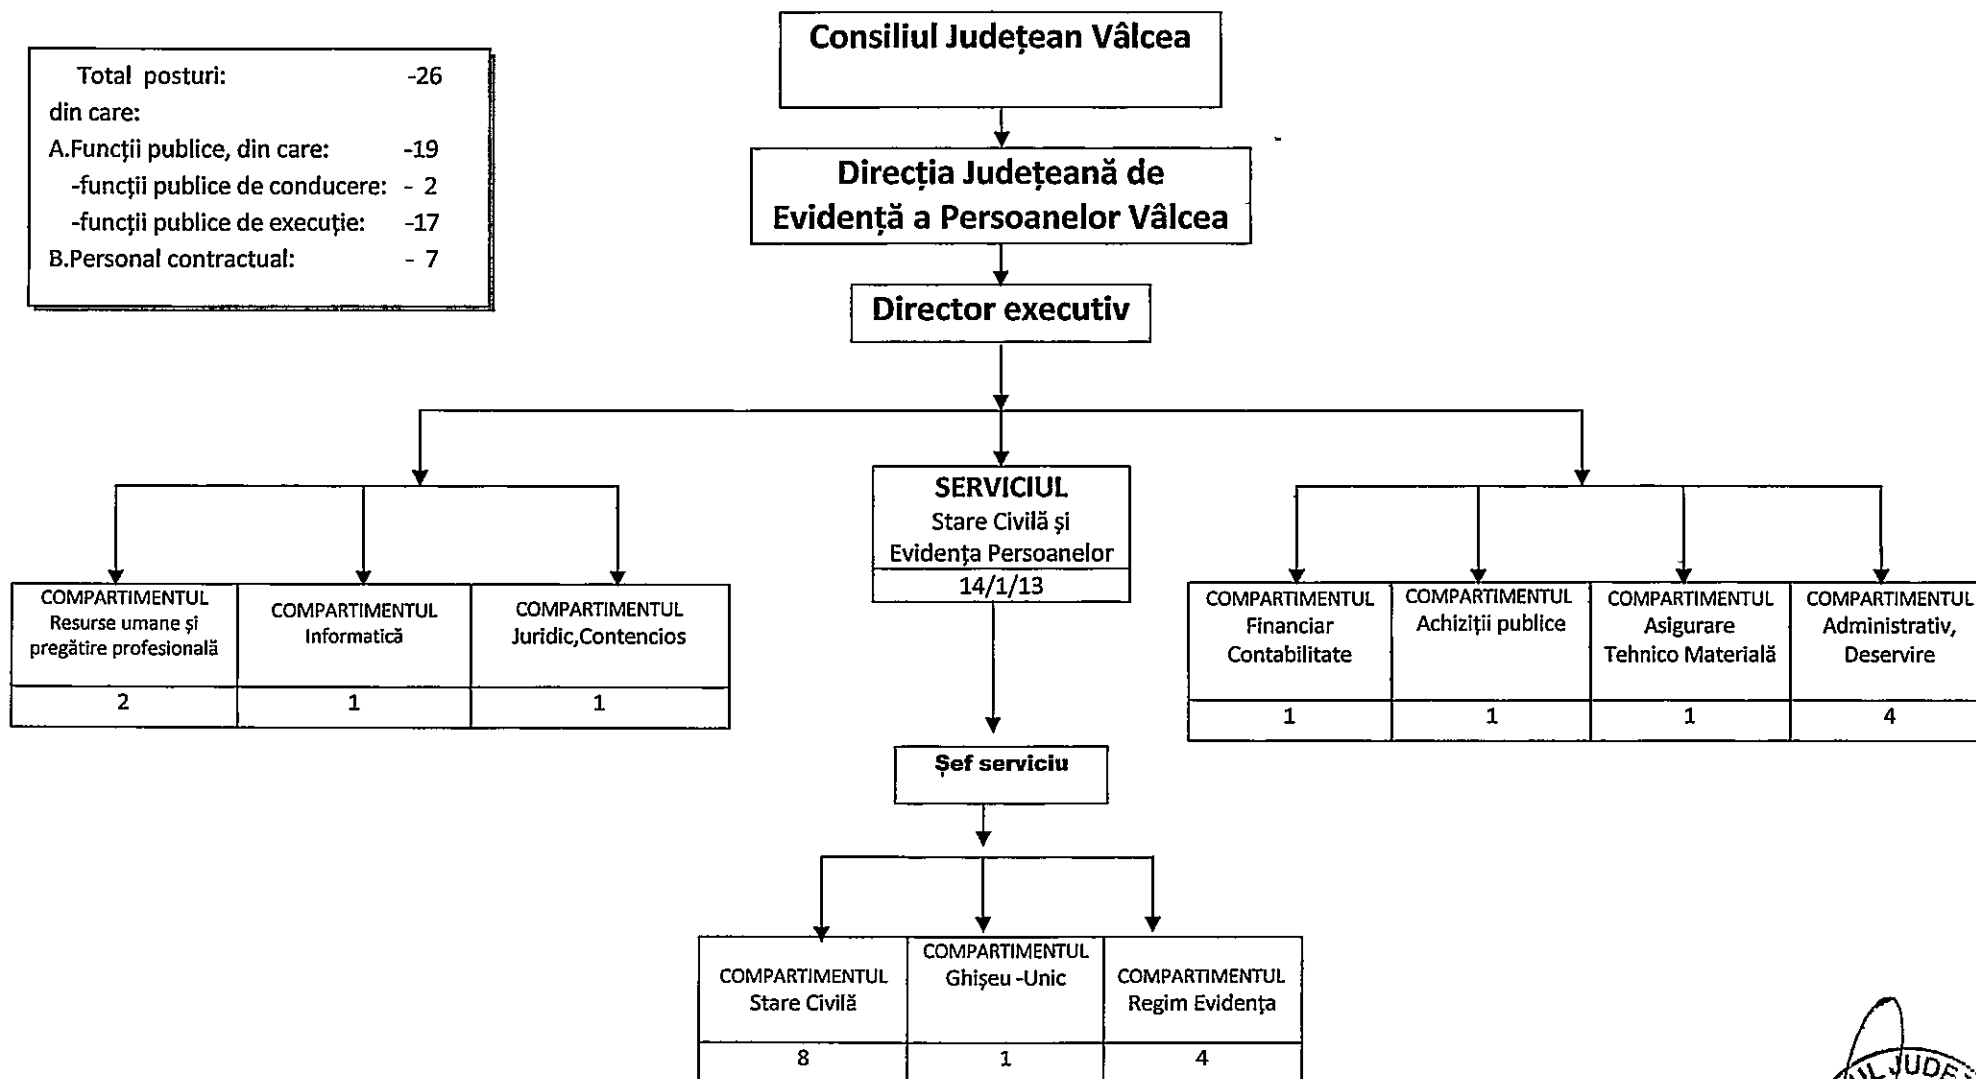 Total posturi: -26
din care:
A.Funcții publice, din care: -19
-funcții publice de conducere: - 2
-funcții publice de execuție: -17
B.Personal contractual: - 7
Consiliul Județean Vâlcea
Direcția Județeană de
Evidență a Persoanelor Vâlcea
Director executiv
SERVICIUL
Stare Civilă și
Evidența Persoanelor
14/1/13
COMPARTIMENTUL
Resurse umane și
pregătire profesională
2
COMPARTIMENTUL
Informatică
1
COMPARTIMENTUL
Juridic,Contencios
1
COMPARTIMENTUL
Financiar
Contabilitate
1
COMPARTIMENTUL
Achiziții publice
1
COMPARTIMENTUL
Asigurare
Tehnico Materială
1
COMPARTIMENTUL
Administrativ,
Deservire
4
Șef serviciu
COMPARTIMENTUL
Stare Civilă
8
COMPARTIMENTUL
Ghișeu -Unic
1
COMPARTIMENTUL
Regim Evidența
4